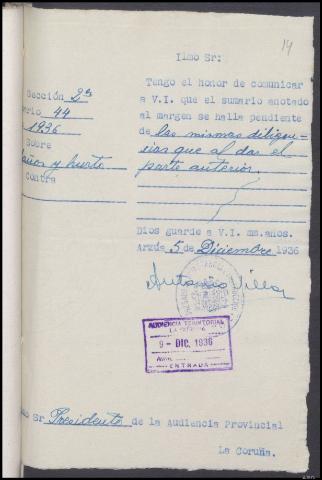 14
Ilmo Sr:
Tengo el honor de comunicar
a V.I. que el sumario anotado
al margen se halla pendiente
de las mismas diligen-
cias que al dar el
parte anterior.
Dios guarde a V.I. ms.años.
Arzúa 5 de Diciembre 1936
Antonio Villar
Sección 2ª
44
1936
Sobre
y hurto
Contra
AUDIENCIA TERRITORIAL
LA CORUÑA
9 - DIC. 1936
ENTRADA
Sr Presidente de la Audiencia Provincial
La Coruña.